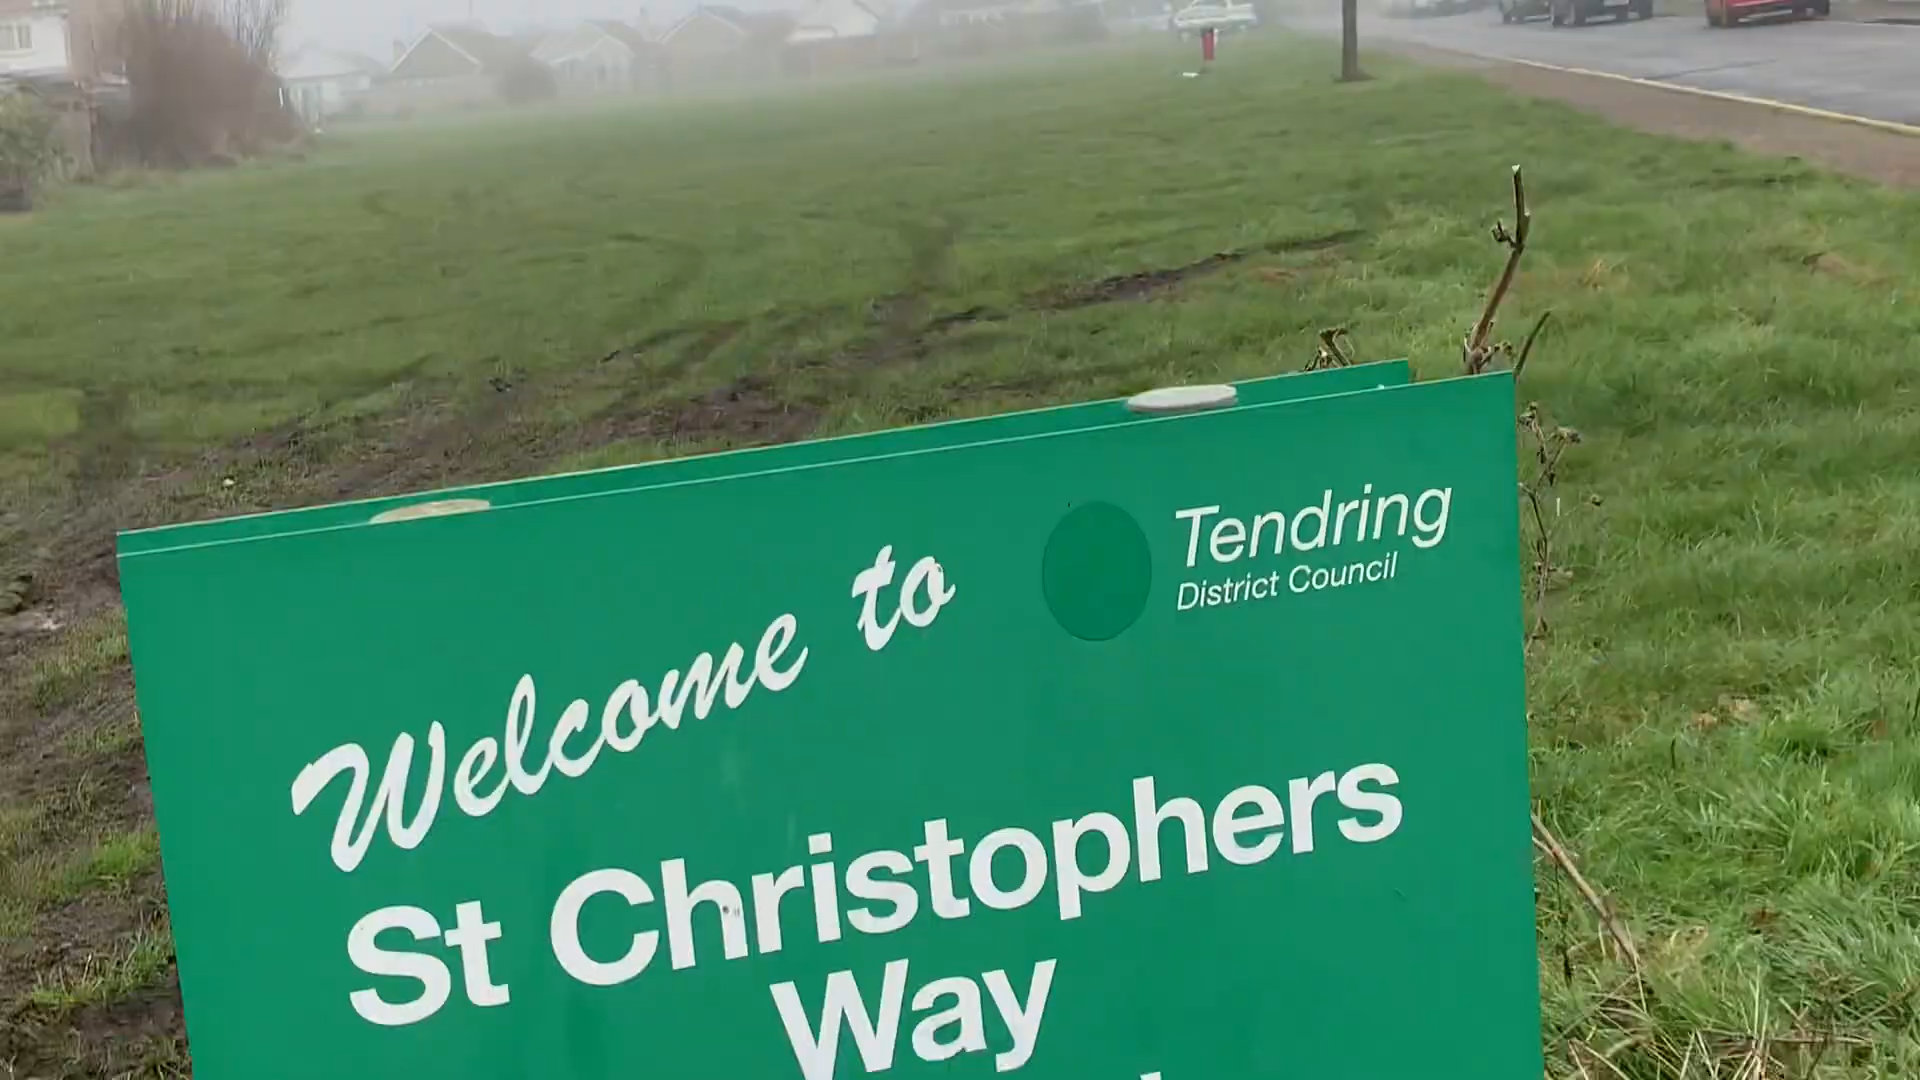 Welcome to
Tendring
District Council
St Christophers
Way